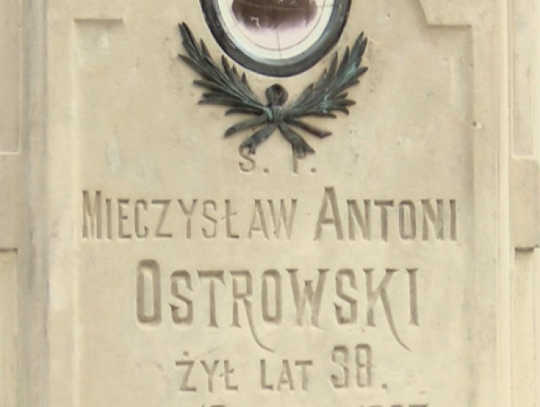 Ś. P.
MIECZYSŁAW ANTONI
OSTROWSKI
ŻYŁ LAT 38.